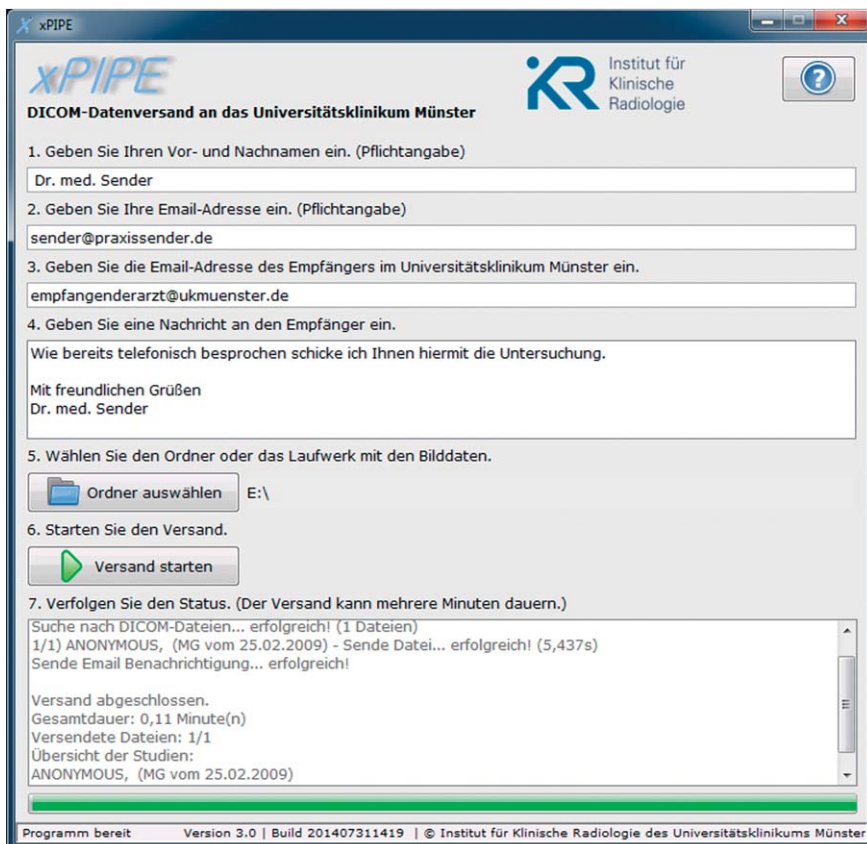 xPIPE
xPIPE
Institut für
Klinische
Radiologie
DICOM-Datenversand an das Universitätsklinikum Münster
1. Geben Sie Ihren Vor- und Nachnamen ein. (Pflichtangabe)
Dr. med. Sender
2. Geben Sie Ihre Email-Adresse ein. (Pflichtangabe)
sender@praxissender.de
3. Geben Sie die Email-Adresse des Empfängers im Universitätsklinikum Münster ein.
empfangenderarzt@ukmuenster.de
4. Geben Sie eine Nachricht an den Empfänger ein.
Wie bereits telefonisch besprochen schicke ich Ihnen hiermit die Untersuchung.
Mit freundlichen Grüßen
Dr. med. Sender
5. Wählen Sie den Ordner oder das Laufwerk mit den Bilddaten.
Ordner auswählen E:\
6. Starten Sie den Versand.
Versand starten
7. Verfolgen Sie den Status. (Der Versand kann mehrere Minuten dauern.)
Suche nach DICOM-Dateien... erfolgreich! (1 Dateien)
1/1) ANONYMOUS, (MG vom 25.02.2009) - Sende Datei... erfolgreich! (5,437s)
Sende Email Benachrichtigung... erfolgreich!
Versand abgeschlossen.
Gesamtdauer: 0,11 Minute(n)
Versendete Dateien: 1/1
Übersicht der Studien:
ANONYMOUS, (MG vom 25.02.2009)
Programm bereit Version 3.0 | Build 201407311419 | © Institut für Klinische Radiologie des Universitätsklinikums Münster